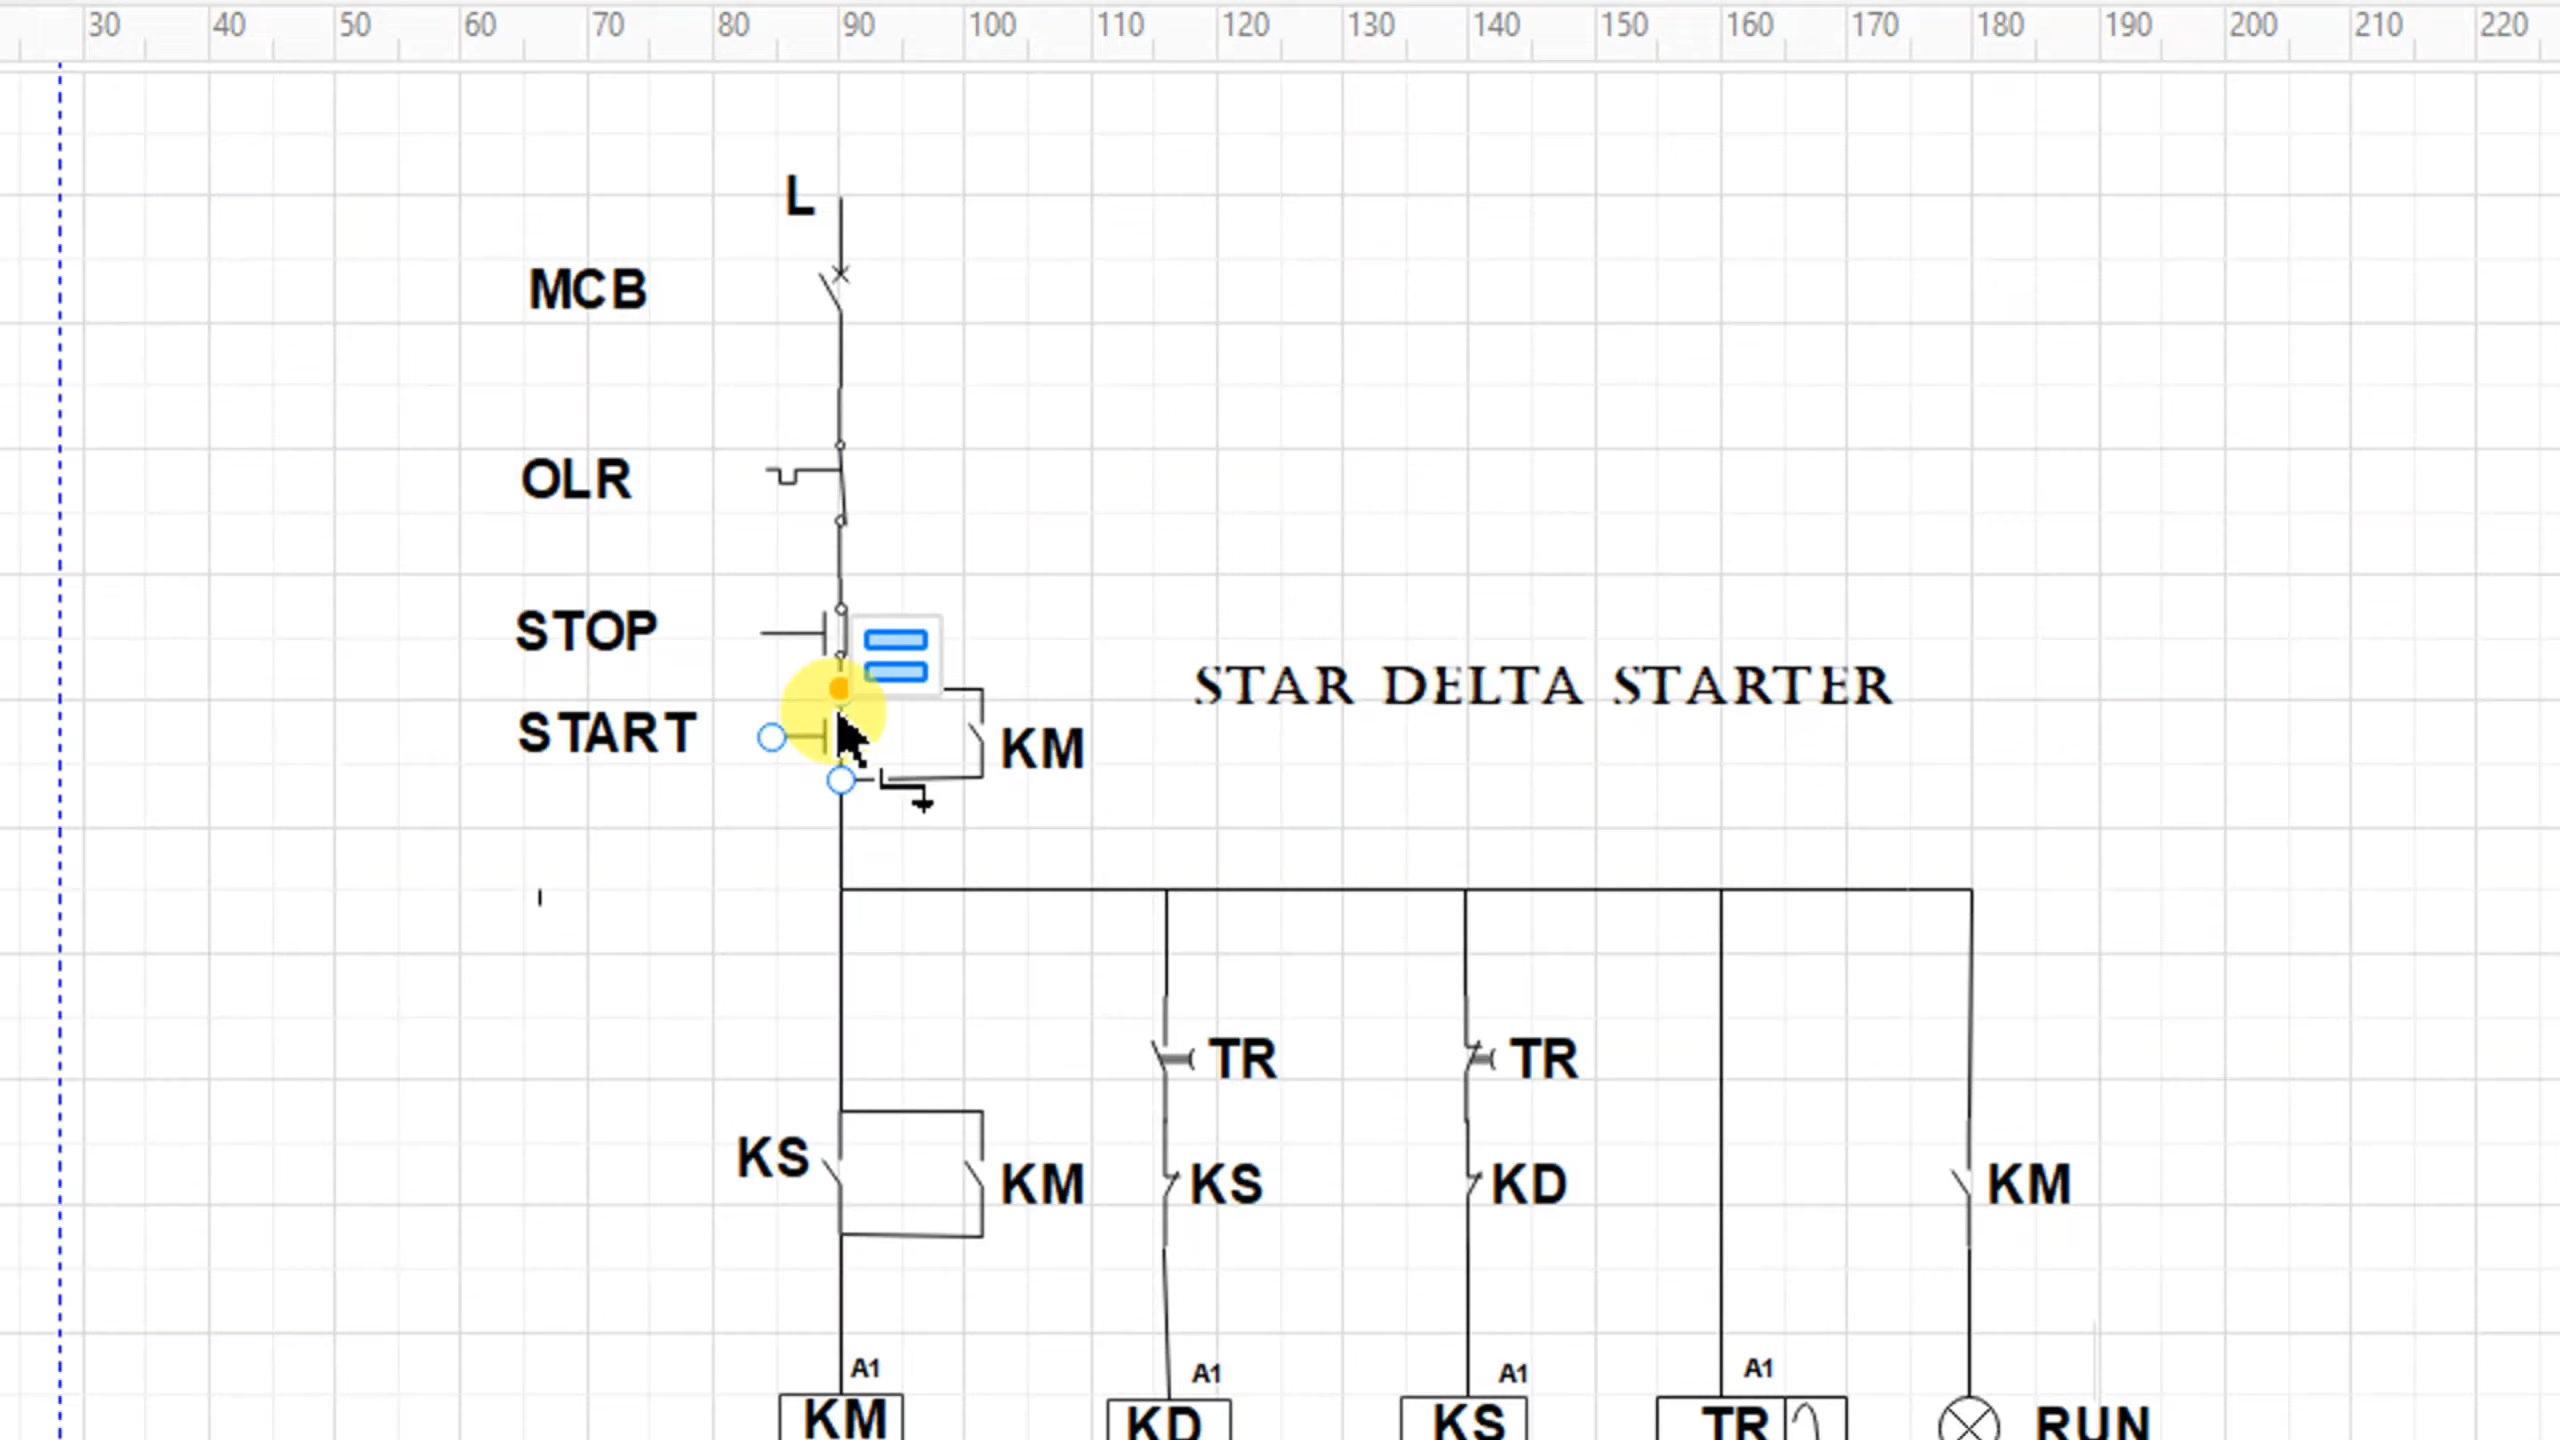 30 40 50 60 70 80 90 100 110 120 130 140 150 160 170 180 190 200 210 220
L
MCB
OLR
STOP
STAR DELTA STARTER
START
KM
TR
TR
KS
KM
KS
KD
KM
A1
A1
A1
A1
KM
KD
KS
TR
RUN